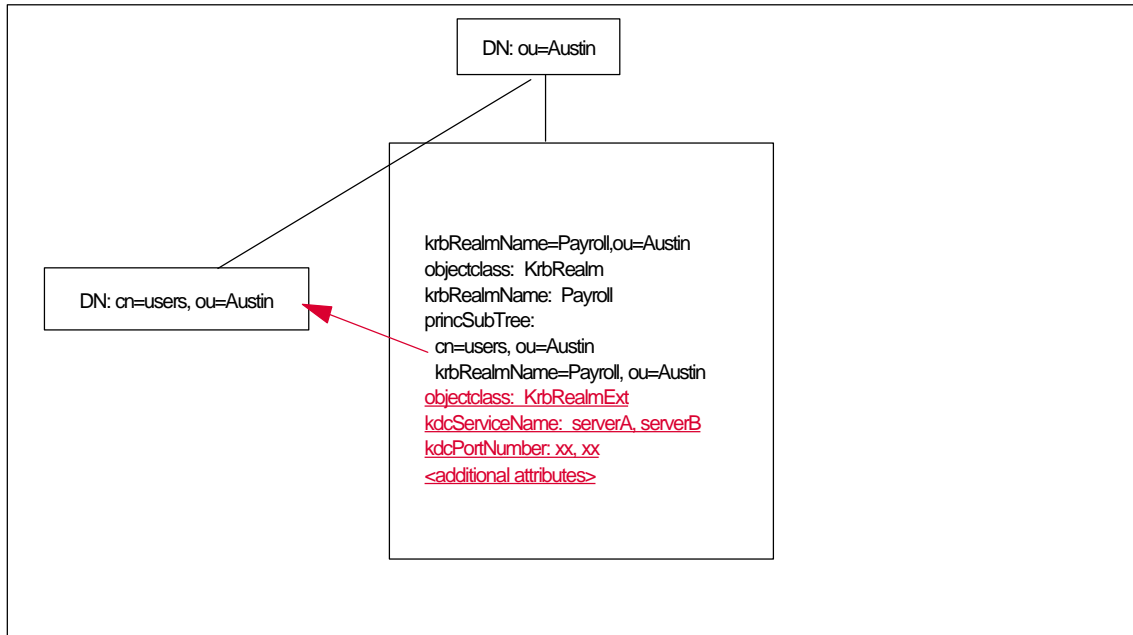 DN: ou=Austin
krbRealmName=Payroll,ou=Austin
objectclass: KrbRealm
krbRealmName: Payroll
princSubTree:
cn=users, ou=Austin
krbRealmName=Payroll, ou=Austin
objectclass: KrbRealmExt
kdcServiceName: serverA, serverB
kdcPortNumber: xx, xx
<additional attributes>
DN: cn=users, ou=Austin